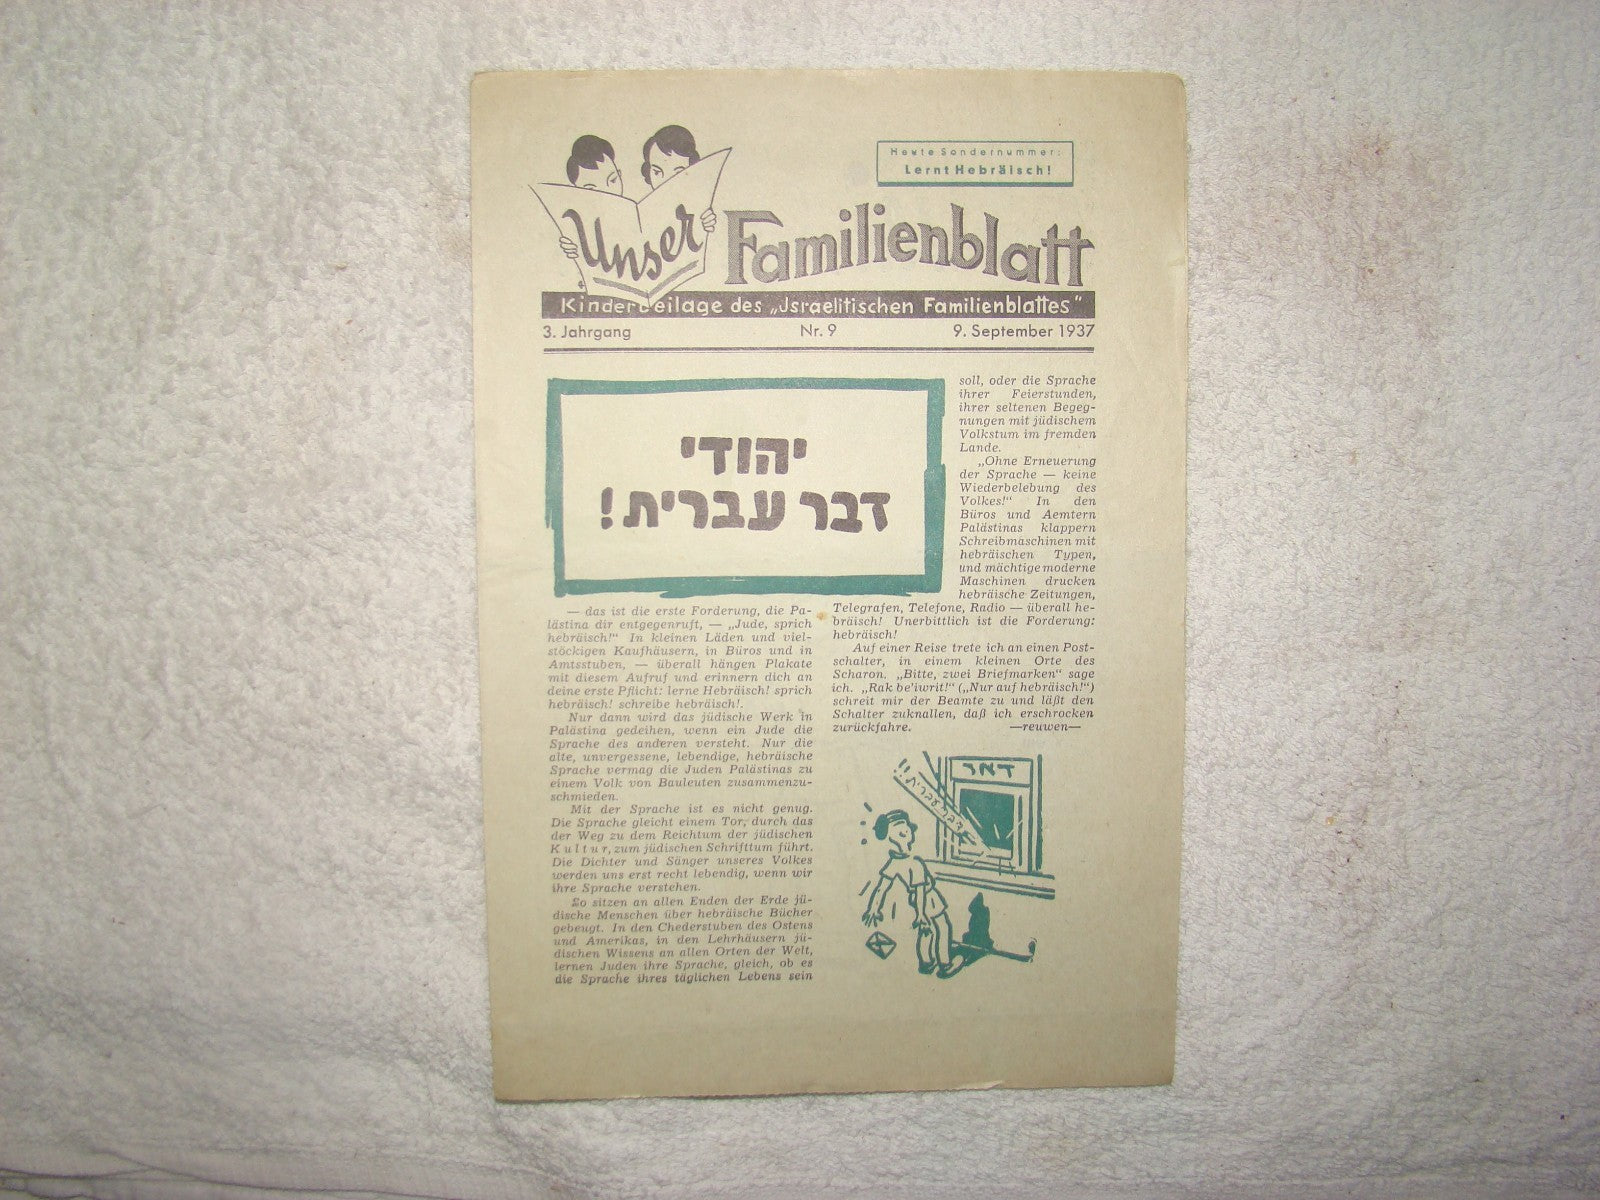 Heute Sondernummer:
Lernt Hebräisch!
Unser Familienblatt
Kinderbeilage des „Israelitischen Familienblattes"
3. Jahrgang Nr. 9 9. September 1937
יהודי
דבר עברית!
— das ist die erste Forderung, die Pa-
lästina dir entgegenruft, — „Jude, sprich
hebräisch!" In kleinen Läden und viel-
stöckigen Kaufhäusern, in Büros und in
Amtsstuben, — überall hängen Plakate
mit diesem Aufruf und erinnern dich an
deine erste Pflicht: lerne Hebräisch! sprich
hebräisch! schreibe hebräisch!.
Nur dann wird das jüdische Werk in
Palästina gedeihen, wenn ein Jude die
Sprache des anderen versteht. Nur die
alte, unvergessene, lebendige, hebräische
Sprache vermag die Juden Palästinas zu
einem Volk von Bauleuten zusammenzu-
schmieden.
Mit der Sprache ist es nicht genug.
Die Sprache gleicht einem Tor, durch das
der Weg zu dem Reichtum der jüdischen
Kultur, zum jüdischen Schrifttum führt.
Die Dichter und Sänger unseres Volkes
werden uns erst recht lebendig, wenn wir
ihre Sprache verstehen.
So sitzen an allen Enden der Erde jü-
dische Menschen über hebräische Bücher
gebeugt. In den Chederstuben des Ostens
und Amerikas, in den Lehrhäusern jü-
dischen Wissens an allen Orten der Welt,
lernen Juden ihre Sprache, gleich, ob es
die Sprache ihres täglichen Lebens sein
soll, oder die Sprache
ihrer Feierstunden,
ihrer seltenen Begeg-
nungen mit jüdischem
Volkstum im fremden
Lande.
„Ohne Erneuerung
der Sprache — keine
Wiederbelebung des
Volkes!" In den
Büros und Aemtern
Palästinas klappern
Schreibmaschinen mit
hebräischen Typen,
und mächtige moderne
Maschinen drucken
hebräische Zeitungen,
Telegrafen, Telefone, Radio — überall he-
bräisch! Unerbittlich ist die Forderung:
hebräisch!
Auf einer Reise trete ich an einen Post-
schalter, in einem kleinen Orte des
Scharon. „Bitte, zwei Briefmarken" sage
ich. „Rak be'iwrit!" („Nur auf hebräisch!")
schreit mir der Beamte zu und läßt den
Schalter zuknallen, daß ich erschrocken
zurückfahre. —reuwen—
דאר
דבר עברית!!